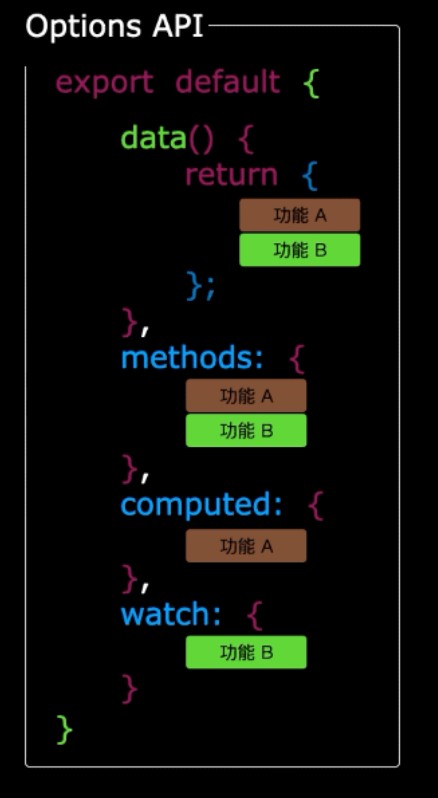 Options API
export default {
data() {
return {
功能 A
功能 B
};
},
methods: {
功能 A
功能 B
},
computed: {
功能 A
},
watch: {
功能 B
}
}